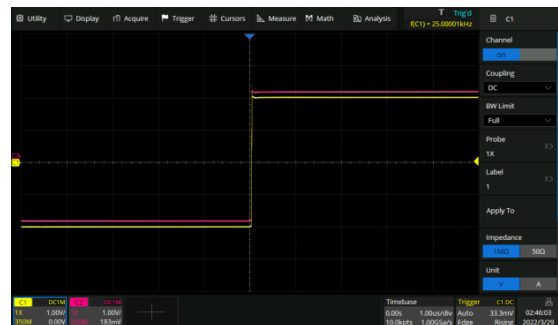 Utility Display Acquire Trigger Cursors Measure Math Analysis
T Trig'd
f(C1) = 25.00001kHz
C1
Channel
on
Coupling
DC
BW Limit
Full
Probe
1X
Label
1
Apply To
Impedance
1MΩ 50Ω
Unit
V A
C1
C1 DC1M
1X 1.00V/
350M 0.00V
C2 DC1M
1X 1.00V/
350M 183mV
Timebase
0.00s 1.00us/div
10.0kpts 1.00GSa/s
Trigger C1 DC
Auto 33.3mV
Edge Rising
02:46:03
2022/3/29